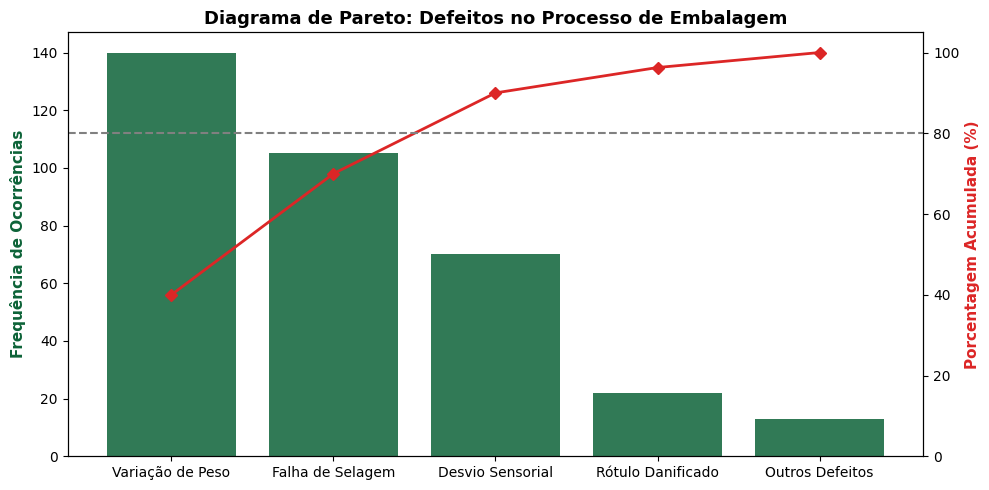 Diagrama de Pareto: Defeitos no Processo de Embalagem
Frequência de Ocorrências
140
120
100
80
60
40
20
0
Variação de Peso
Falha de Selagem
Desvio Sensorial
Rótulo Danificado
Outros Defeitos
100
80
60
40
20
0
Porcentagem Acumulada (%)